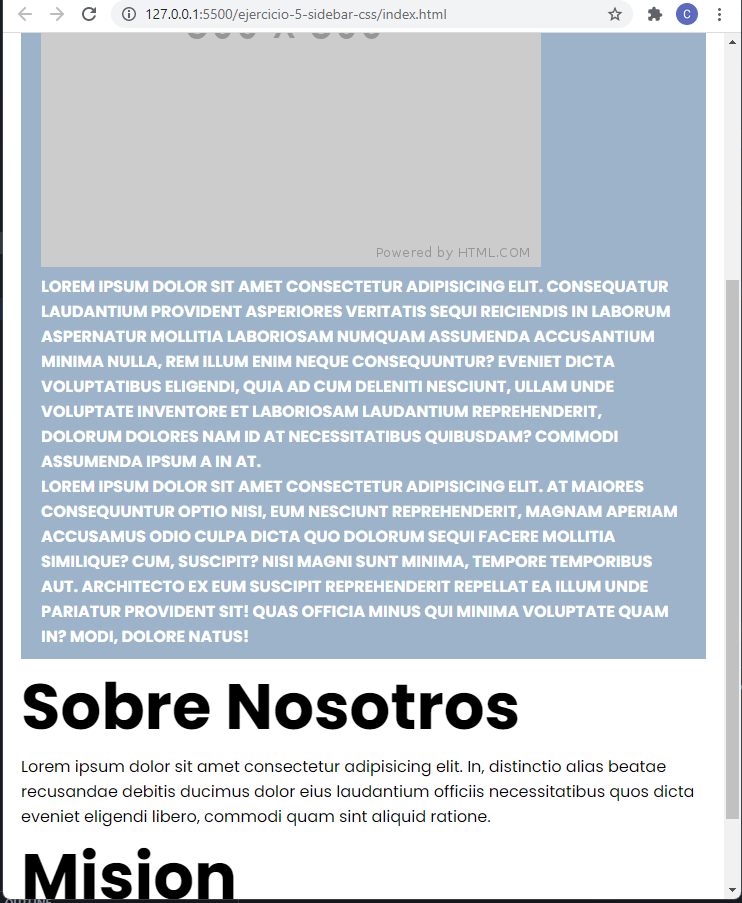 127.0.0.1:5500/ejercicio-5-sidebar-css/index.html
C
Powered by HTML.COM
LOREM IPSUM DOLOR SIT AMET CONSECTETUR ADIPISICING ELIT. CONSEQUATUR
LAUDANTIUM PROVIDENT ASPERIORES VERITATIS SEQUI REICIENDIS IN LABORUM
ASPERNATUR MOLLITIA LABORIOSAM NUMQUAM ASSUMENDA ACCUSANTIUM
MINIMA NULLA, REM ILLUM ENIM NEQUE CONSEQUUNTUR? EVENIET DICTA
VOLUPTATIBUS ELIGENDI, QUIA AD CUM DELENITI NESCIUNT, ULLAM UNDE
VOLUPTATE INVENTORE ET LABORIOSAM LAUDANTIUM REPREHENDERIT,
DOLORUM DOLORES NAM ID AT NECESSITATIBUS QUIBUSDAM? COMMODI
ASSUMENDA IPSUM A IN AT.
LOREM IPSUM DOLOR SIT AMET CONSECTETUR ADIPISICING ELIT. AT MAIORES
CONSEQUUNTUR OPTIO NISI, EUM NESCIUNT REPREHENDERIT, MAGNAM APERIAM
ACCUSAMUS ODIO CULPA DICTA QUO DOLORUM SEQUI FACERE MOLLITIA
SIMILIQUE? CUM, SUSCIPIT? NISI MAGNI SUNT MINIMA, TEMPORE TEMPORIBUS
AUT. ARCHITECTO EX EUM SUSCIPIT REPREHENDERIT REPELLAT EA ILLUM UNDE
PARIATUR PROVIDENT SIT! QUAS OFFICIA MINUS QUI MINIMA VOLUPTATE QUAM
IN? MODI, DOLORE NATUS!
Sobre Nosotros
Lorem ipsum dolor sit amet consectetur adipisicing elit. In, distinctio alias beatae
recusandae debitis ducimus dolor eius laudantium officiis necessitatibus quos dicta
eveniet eligendi libero, commodi quam sint aliquid ratione.
Mision